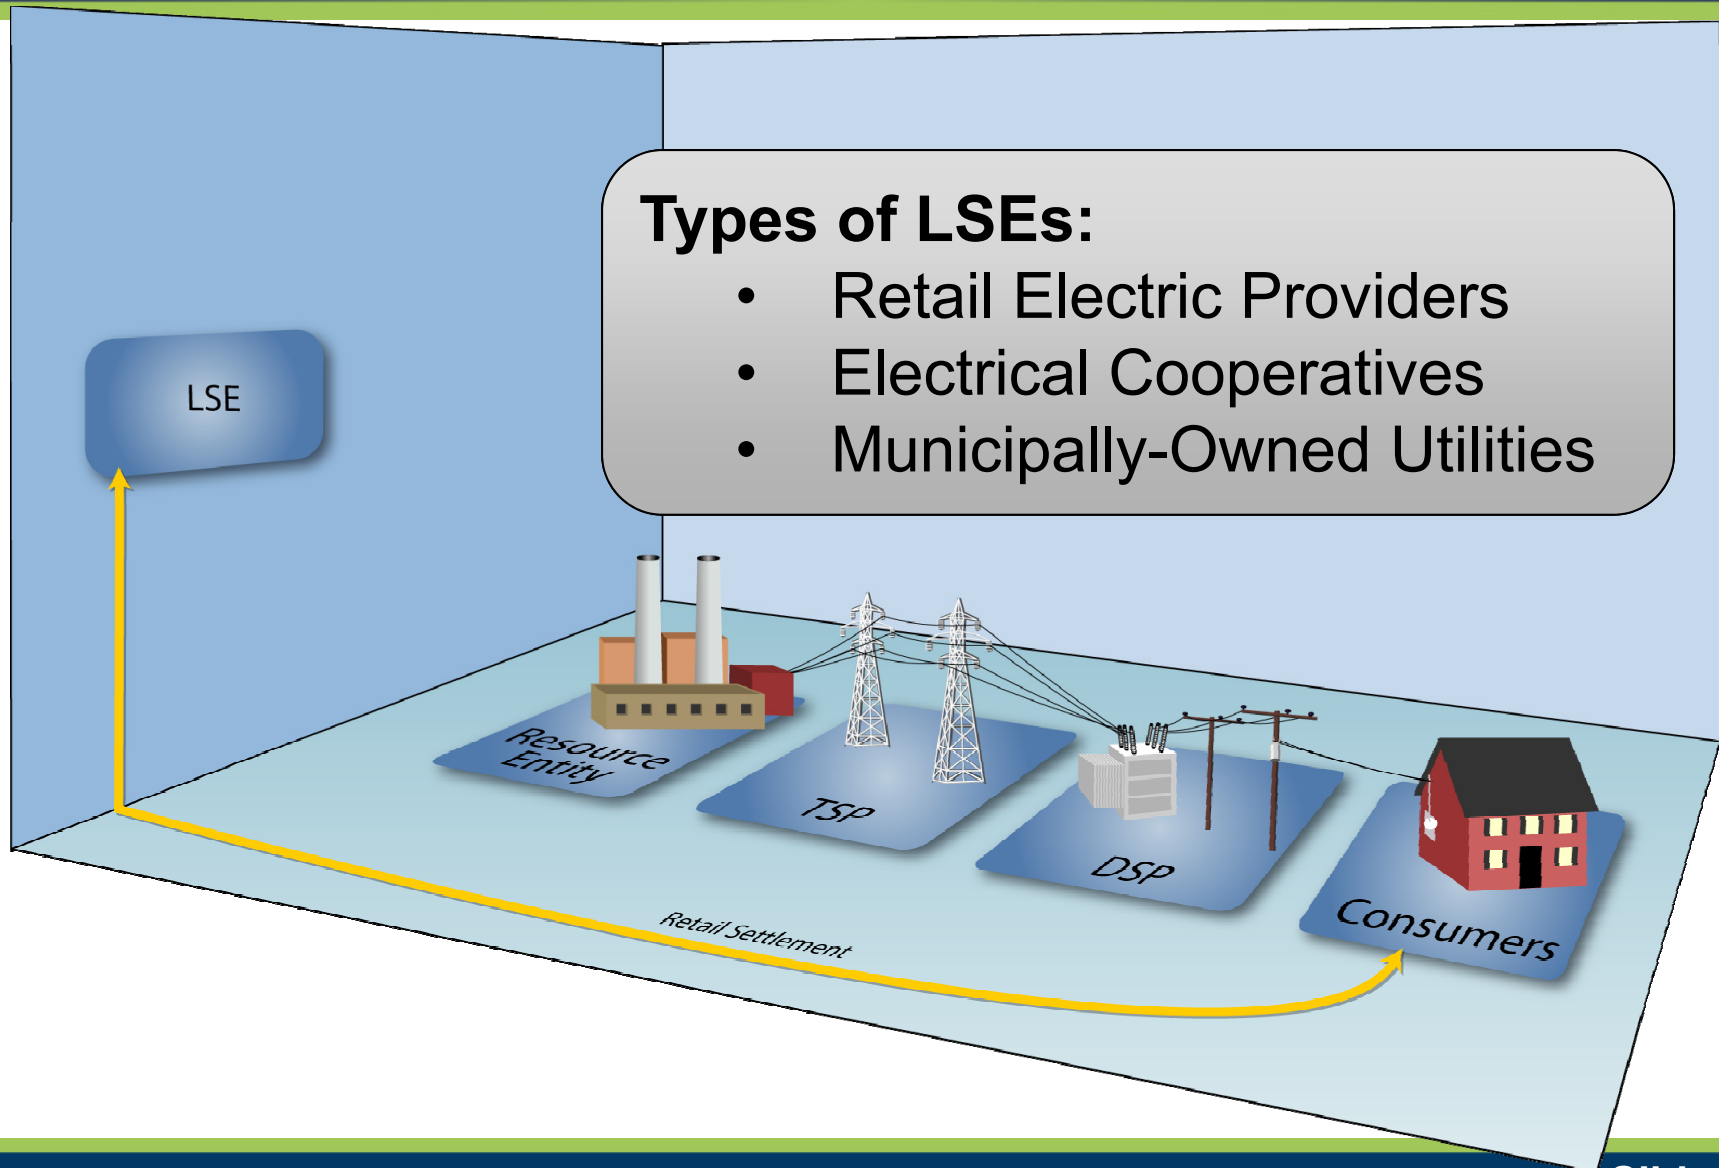 Types of LSEs:
• Retail Electric Providers
• Electrical Cooperatives
• Municipally-Owned Utilities
LSE
Resource
Entity
TSP
DSP
Consumers
Retail Settlement